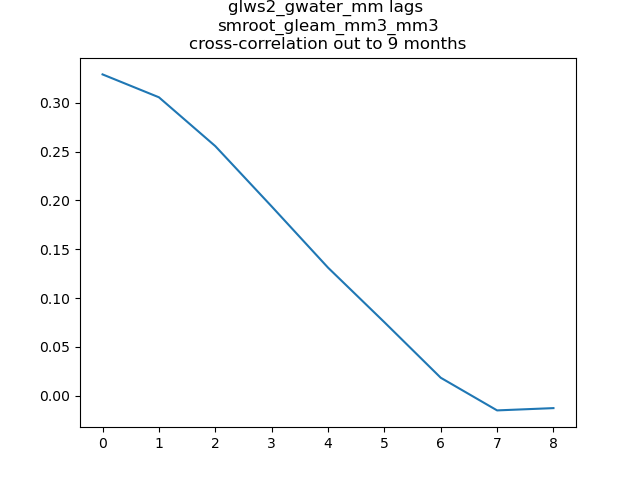 glws2_gwater_mm lags
smroot_gleam_mm3_mm3
cross-correlation out to 9 months
0.30
0.25
0.20
0.15
0.10
0.05
0.00
0 1 2 3 4 5 6 7 8